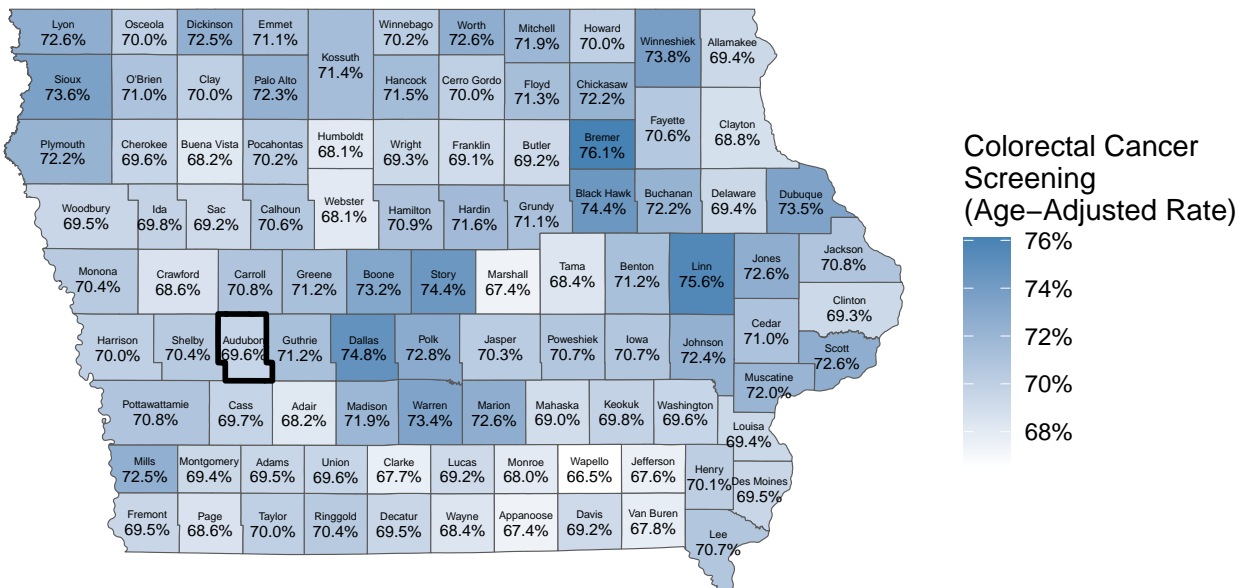 Lyon
72.6%
Osceola
70.0%
Dickinson
72.5%
Emmet
71.1%
Kossuth
71.4%
Winnebago
70.2%
Worth
72.6%
Mitchell
71.9%
Howard
70.0%
Winneshiek
73.8%
Allamakee
69.4%
Sioux
73.6%
O'Brien
71.0%
Clay
70.0%
Palo Alto
72.3%
Hancock
71.5%
Cerro Gordo
70.0%
Floyd
71.3%
Chickasaw
72.2%
Fayette
70.6%
Clayton
68.8%
Plymouth
72.2%
Cherokee
69.6%
Buena Vista
68.2%
Pocahontas
70.2%
Humboldt
68.1%
Wright
69.3%
Franklin
69.1%
Butler
69.2%
Bremer
76.1%
Woodbury
69.5%
Ida
69.8%
Sac
69.2%
Calhoun
70.6%
Webster
68.1%
Hamilton
70.9%
Hardin
71.6%
Grundy
71.1%
Black Hawk
74.4%
Buchanan
72.2%
Delaware
69.4%
Dubuque
73.5%
Monona
70.4%
Crawford
68.6%
Carroll
70.8%
Greene
71.2%
Boone
73.2%
Story
74.4%
Marshall
67.4%
Tama
68.4%
Benton
71.2%
Linn
75.6%
Jones
72.6%
Jackson
70.8%
Clinton
69.3%
Harrison
70.0%
Shelby
70.4%
Audubon
69.6%
Guthrie
71.2%
Dallas
74.8%
Polk
72.8%
Jasper
70.3%
Poweshiek
70.7%
Iowa
70.7%
Johnson
72.4%
Cedar
71.0%
Scott
72.6%
Muscatine
72.0%
Pottawattamie
70.8%
Cass
69.7%
Adair
68.2%
Madison
71.9%
Warren
73.4%
Marion
72.6%
Mahaska
69.0%
Keokuk
69.8%
Washington
69.6%
Louisa
69.4%
Mills
72.5%
Montgomery
69.4%
Adams
69.5%
Union
69.6%
Clarke
67.7%
Lucas
69.2%
Monroe
68.0%
Wapello
66.5%
Jefferson
67.6%
Henry
70.1%
Des Moines
69.5%
Fremont
69.5%
Page
68.6%
Taylor
70.0%
Ringgold
70.4%
Decatur
69.5%
Wayne
68.4%
Appanoose
67.4%
Davis
69.2%
Van Buren
67.8%
Lee
70.7%
Colorectal Cancer
Screening
(Age−Adjusted Rate)
76%
74%
72%
70%
68%